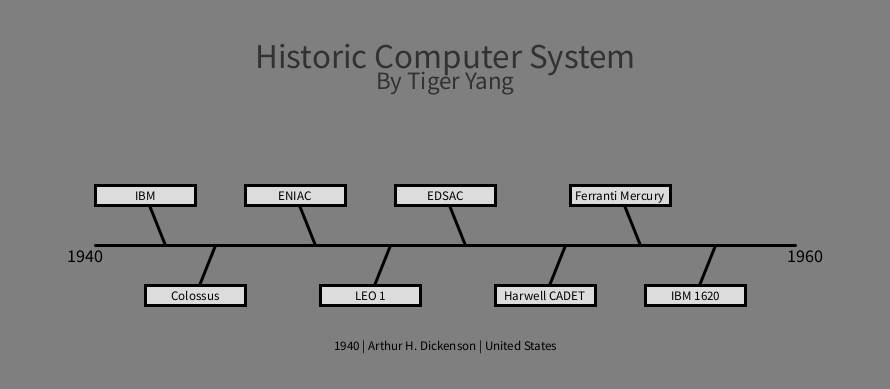 Historic Computer System
By Tiger Yang
IBM
ENIAC
EDSAC
Ferranti Mercury
1940
1960
Colossus
LEO 1
Harwell CADET
IBM 1620
1940 | Arthur H. Dickenson | United States